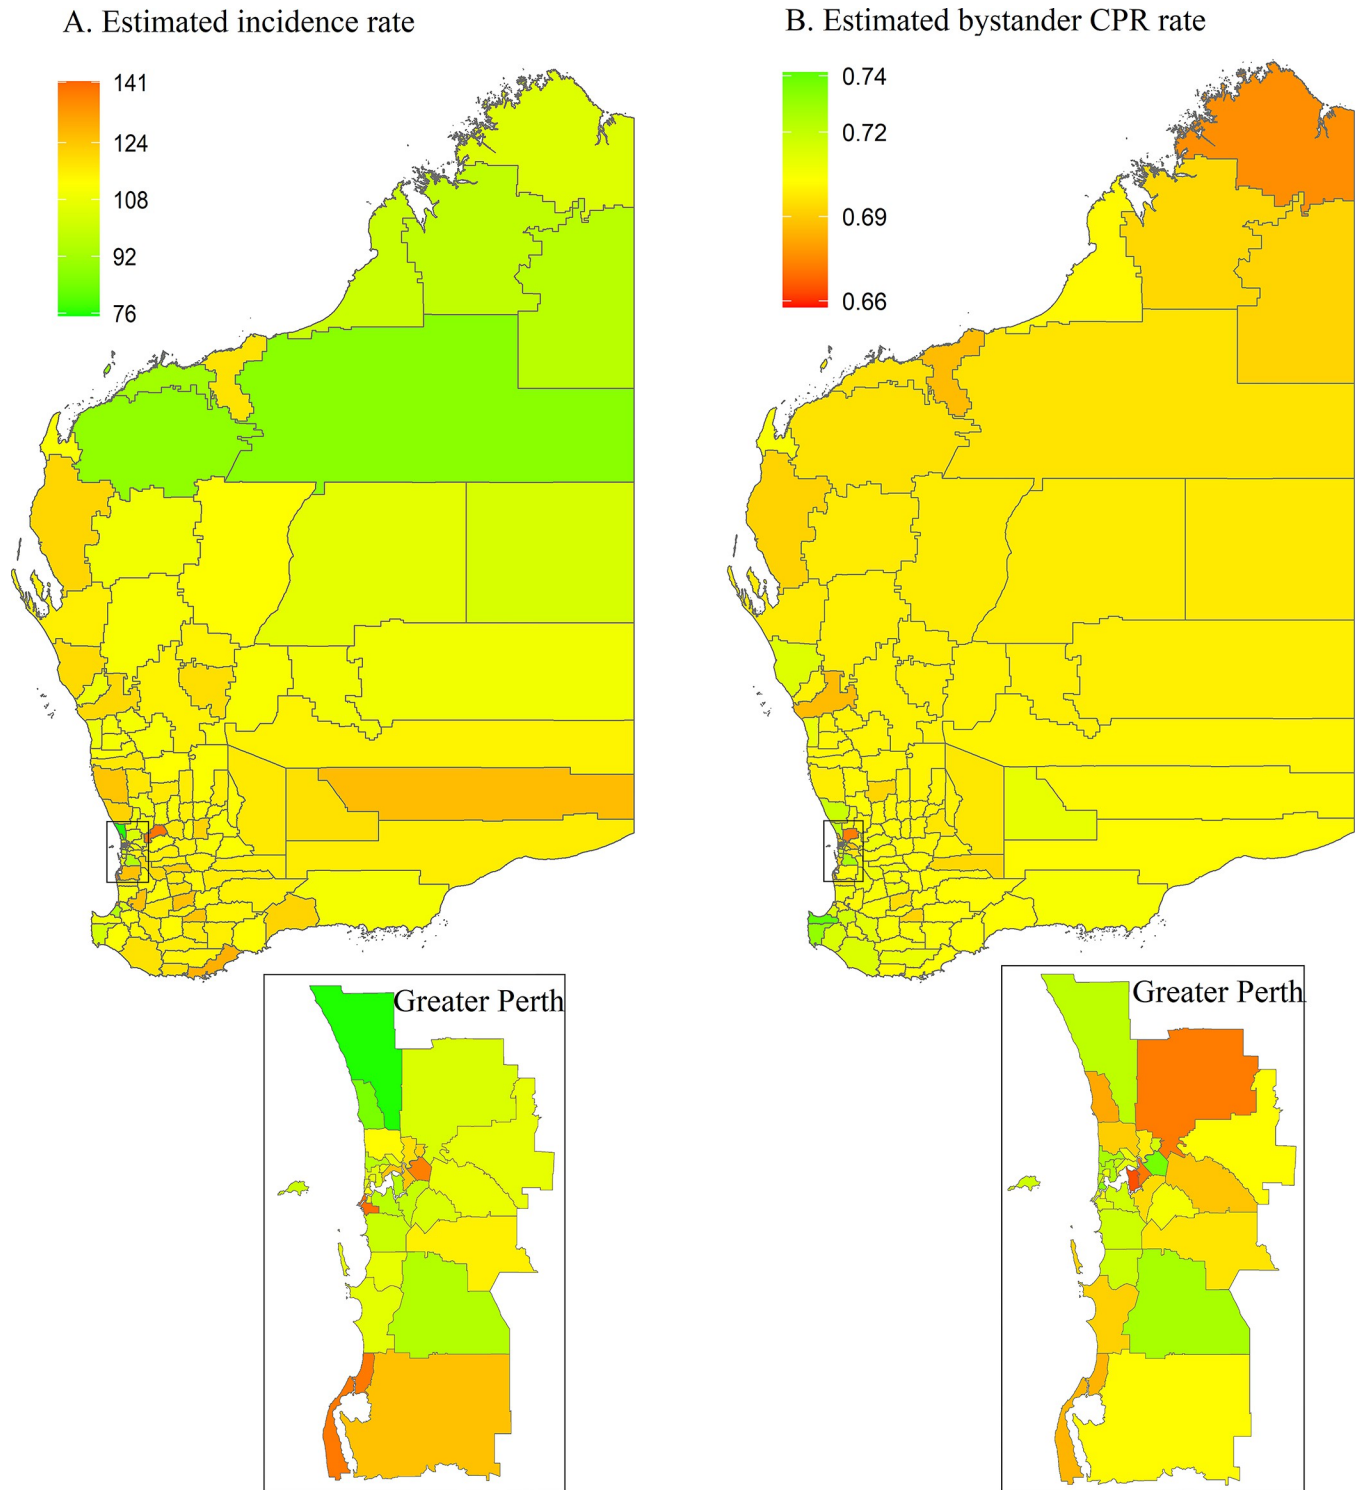 A. Estimated incidence rate
141
124
108
92
76
Greater Perth
B. Estimated bystander CPR rate
0.74
0.72
0.69
0.66
Greater Perth